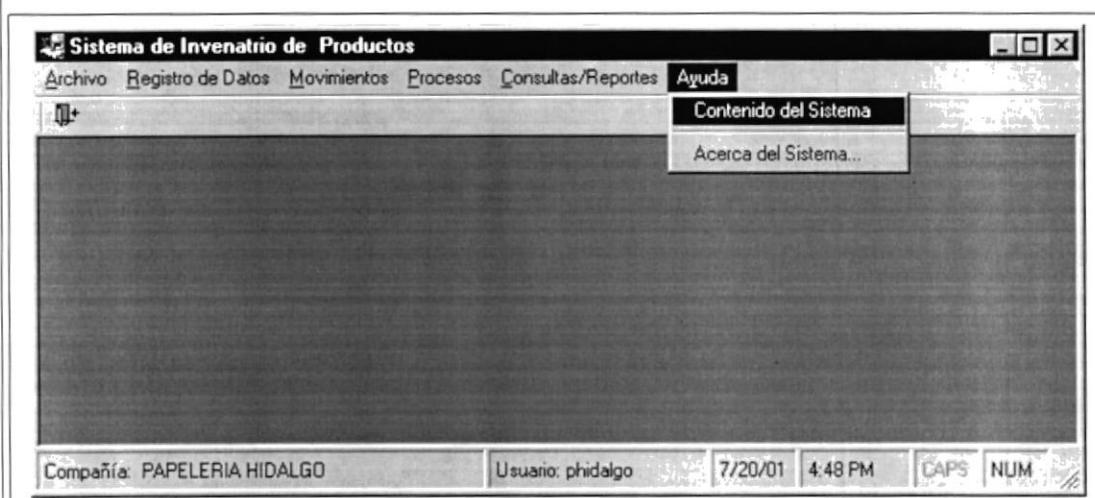 Sistema de Invenatrio de Productos
Archivo Registro de Datos Movimientos Procesos Consultas/Reportes Ayuda
Contenido del Sistema
Acerca del Sistema...
Compañía: PAPELERIA HIDALGO Usuario: phidalgo 7/20/01 4:48 PM CAPS NUM